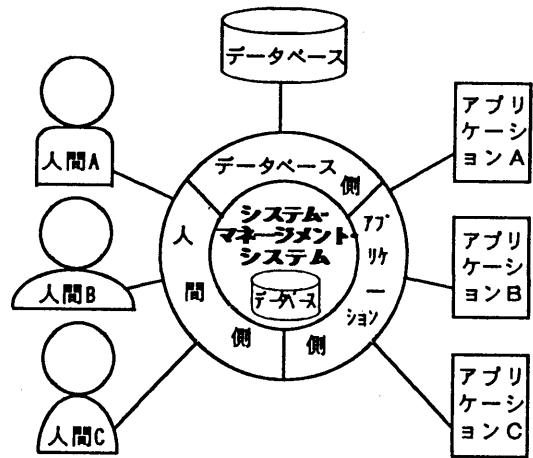 データベース
人間A
人間B
人間C
データベース側
人間側
アプリケーション側
システム・
マネージメント・
システム
データベース
アプリ
ケーシ
ョンA
アプリ
ケーシ
ョンB
アプリ
ケーシ
ョンC